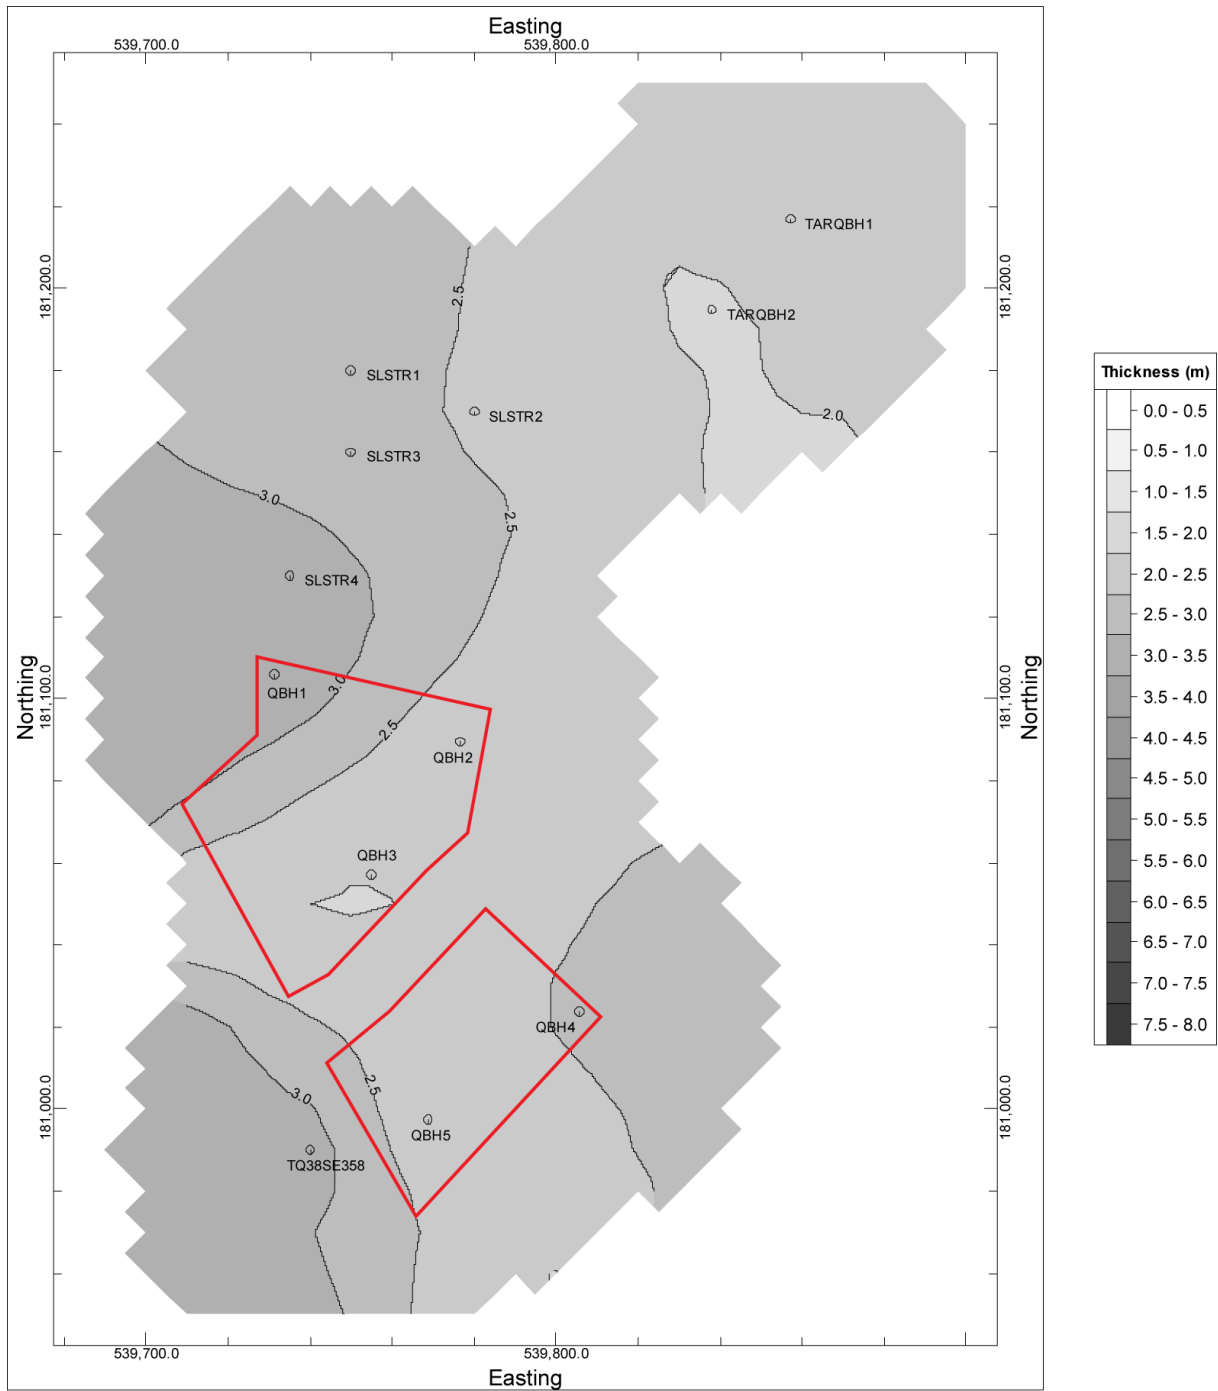 Easting
539,700.0 539,800.0
TARQBH1
181,200.0 2.5 181,200.0
TARQBH2
Thickness (m)
SLSTR1
0.0 - 0.5
SLSTR2 2.0
SLSTR3 0.5 - 1.0
3.0 1.0 - 1.5
2.5 1.5 - 2.0
SLSTR4 2.0 - 2.5
2.5 - 3.0
3.0 - 3.5
Northing 181,100.0 QBH1 3.0 181,100.0 Northing
3.5 - 4.0
2.5 4.0 - 4.5
QBH2
4.5 - 5.0
5.0 - 5.5
QBH3 5.5 - 6.0
6.0 - 6.5
6.5 - 7.0
7.0 - 7.5
QBH4 7.5 - 8.0
181,000.0 3.0 2.5 181,000.0
QBH5
TQ38SE358
539,700.0 539,800.0
Easting